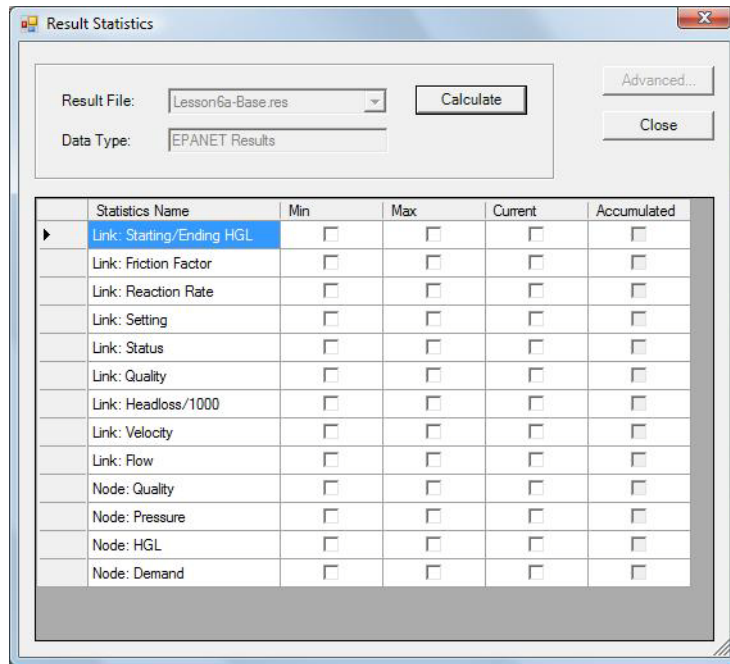 Result Statistics
Result File: Lesson6a-Base.res Calculate Advanced...
Data Type: EPANET Results Close
Statistics Name Min Max Current Accumulated
Link: Starting/Ending HGL
Link: Friction Factor
Link: Reaction Rate
Link: Setting
Link: Status
Link: Quality
Link: Headloss/1000
Link: Velocity
Link: Flow
Node: Quality
Node: Pressure
Node: HGL
Node: Demand